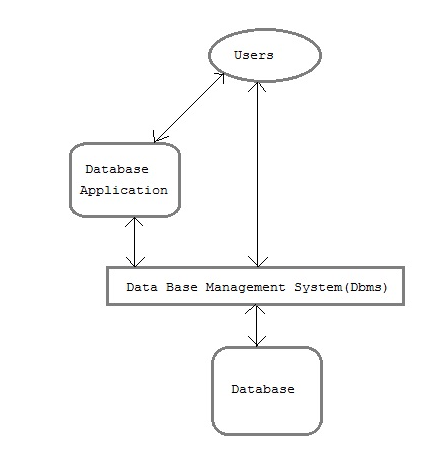 Users
Database
Application
Data Base Management System(Dbms)
Database